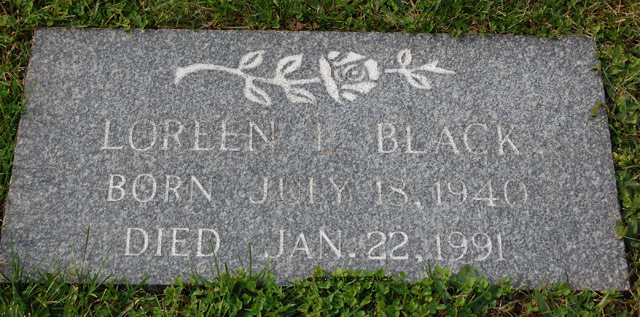 LOREEN L. BLACK
BORN JULY 18, 1940
DIED JAN. 22, 1991